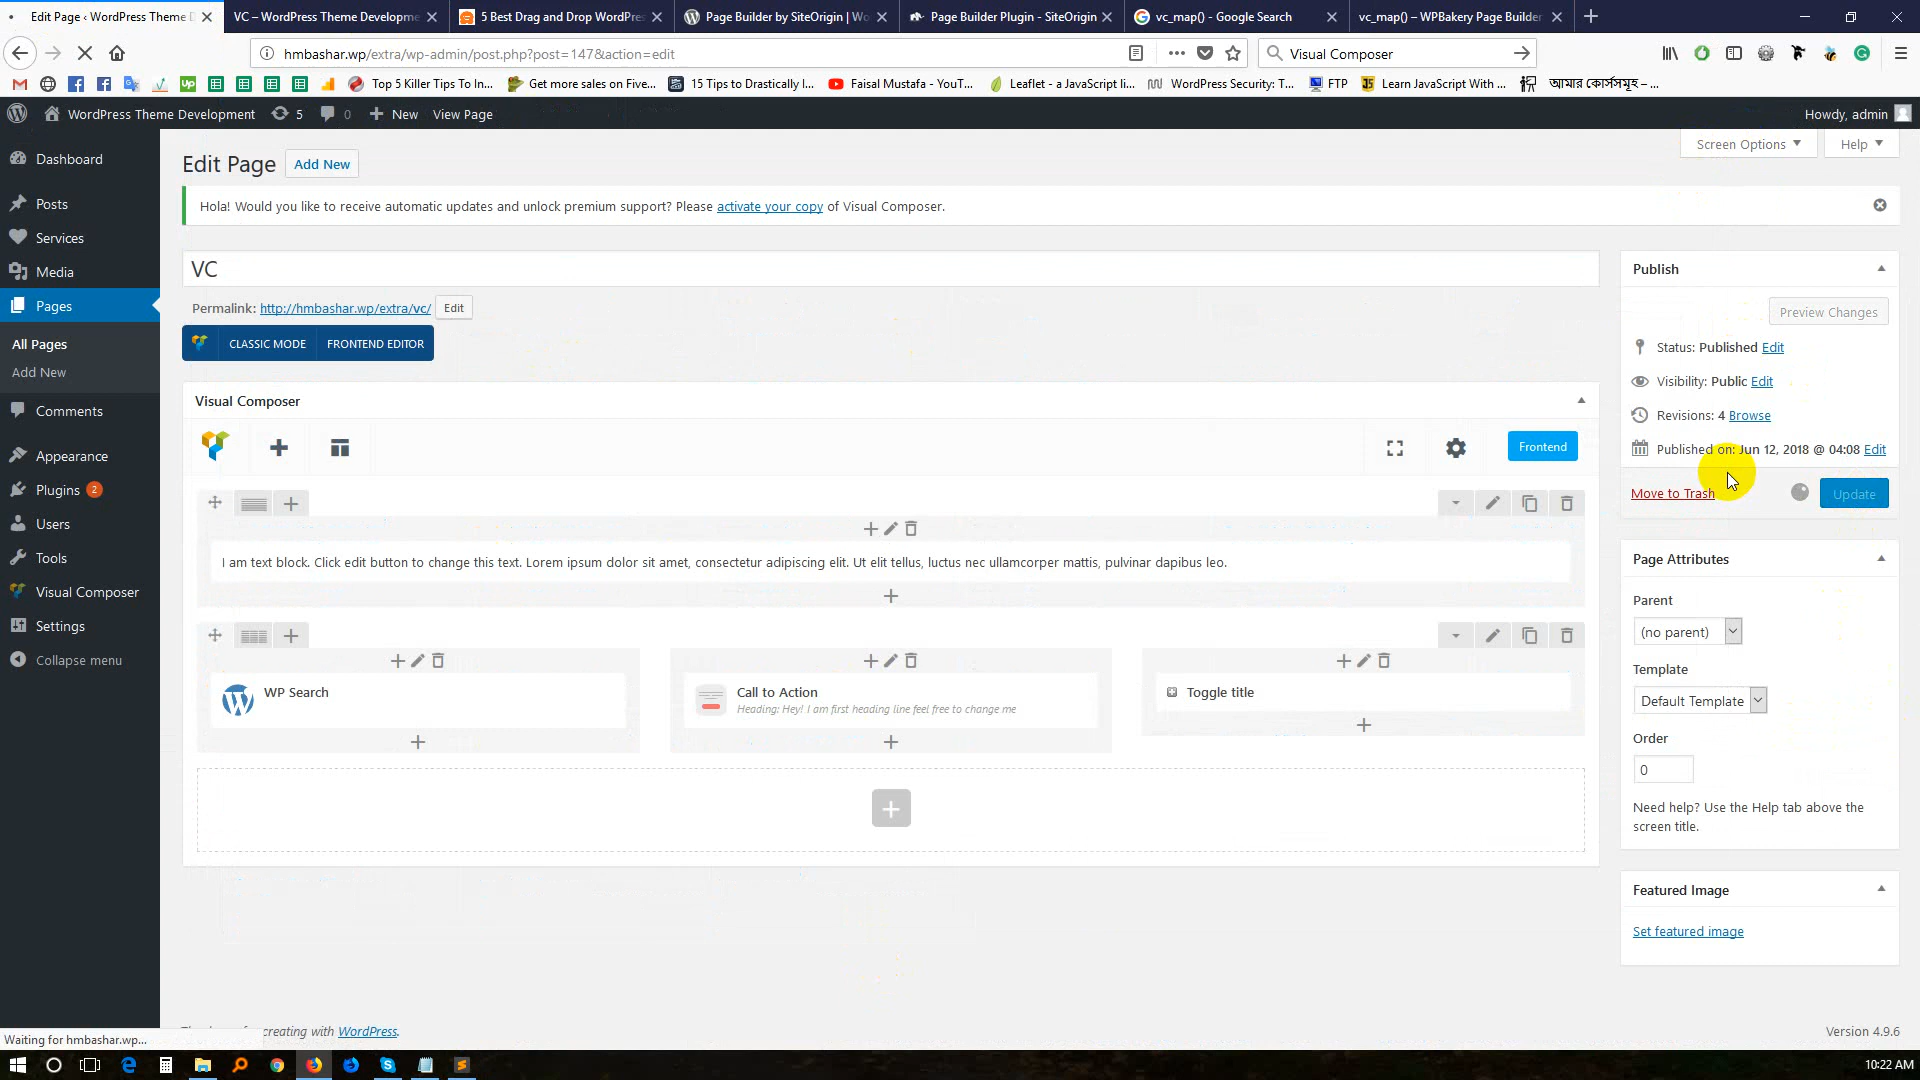 Edit Page ‹ WordPress Theme D
VC – WordPress Theme Developme
5 Best Drag and Drop WordPre
Page Builder by SiteOrigin | Wo
Page Builder Plugin - SiteOrigin
vc_map() - Google Search
vc_map() – WPBakery Page Builder
hmbashar.wp/extra/wp-admin/post.php?post=147&action=edit
Visual Composer
Top 5 Killer Tips To In...
Get more sales on Five...
15 Tips to Drastically I...
Faisal Mustafa - YouT...
Leaflet - a JavaScript li...
WordPress Security: T...
FTP
Learn JavaScript With ...
আমার কোর্সসমূহ – ...
WordPress Theme Development
5
0
New
View Page
Howdy, admin
Dashboard
Posts
Services
Media
Pages
All Pages
Add New
Comments
Appearance
Plugins 2
Users
Tools
Visual Composer
Settings
Collapse menu
Edit Page
Add New
Screen Options
Help
Hola! Would you like to receive automatic updates and unlock premium support? Please activate your copy of Visual Composer.
VC
Permalink: http://hmbashar.wp/extra/vc/ Edit
CLASSIC MODE
FRONTEND EDITOR
Visual Composer
Frontend
I am text block. Click edit button to change this text. Lorem ipsum dolor sit amet, consectetur adipiscing elit. Ut elit tellus, luctus nec ullamcorper mattis, pulvinar dapibus leo.
WP Search
Call to Action
Heading: Hey! I am first heading line feel free to change me
Toggle title
Publish
Preview Changes
Status: Published Edit
Visibility: Public Edit
Revisions: 4 Browse
Published on: Jun 12, 2018 @ 04:08 Edit
Move to Trash
Update
Page Attributes
Parent
(no parent)
Template
Default Template
Order
0
Need help? Use the Help tab above the
screen title.
Featured Image
Set featured image
creating with WordPress.
Version 4.9.6
Waiting for hmbashar.wp...
10:22 AM